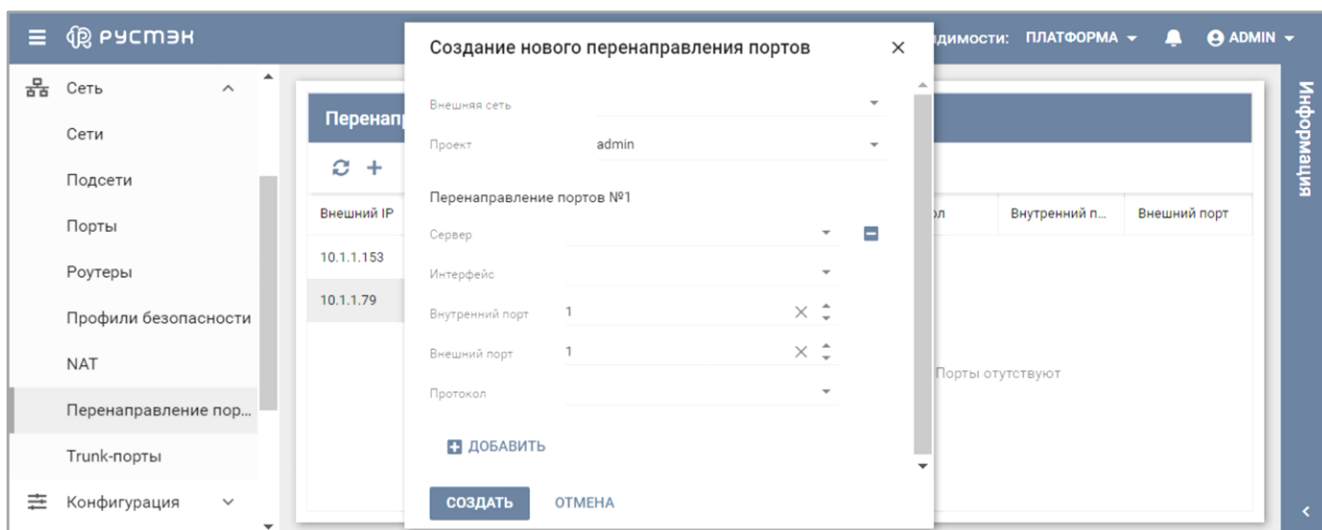 РУСТЭК
Создание нового перенаправления портов
димости: ПЛАТФОРМА
ADMIN
Сеть
Сети
Подсети
Порты
Роутеры
Профили безопасности
NAT
Перенаправление пор...
Trunk-порты
Конфигурация
Перенапр
Внешний IP
10.1.1.153
10.1.1.79
Внешняя сеть
Проект admin
Перенаправление портов №1
Сервер
Интерфейс
Внутренний порт 1
Внешний порт 1
Протокол
ДОБАВИТЬ
СОЗДАТЬ ОТМЕНА
ол Внутренний п... Внешний порт
Порты отутствуют
Информация